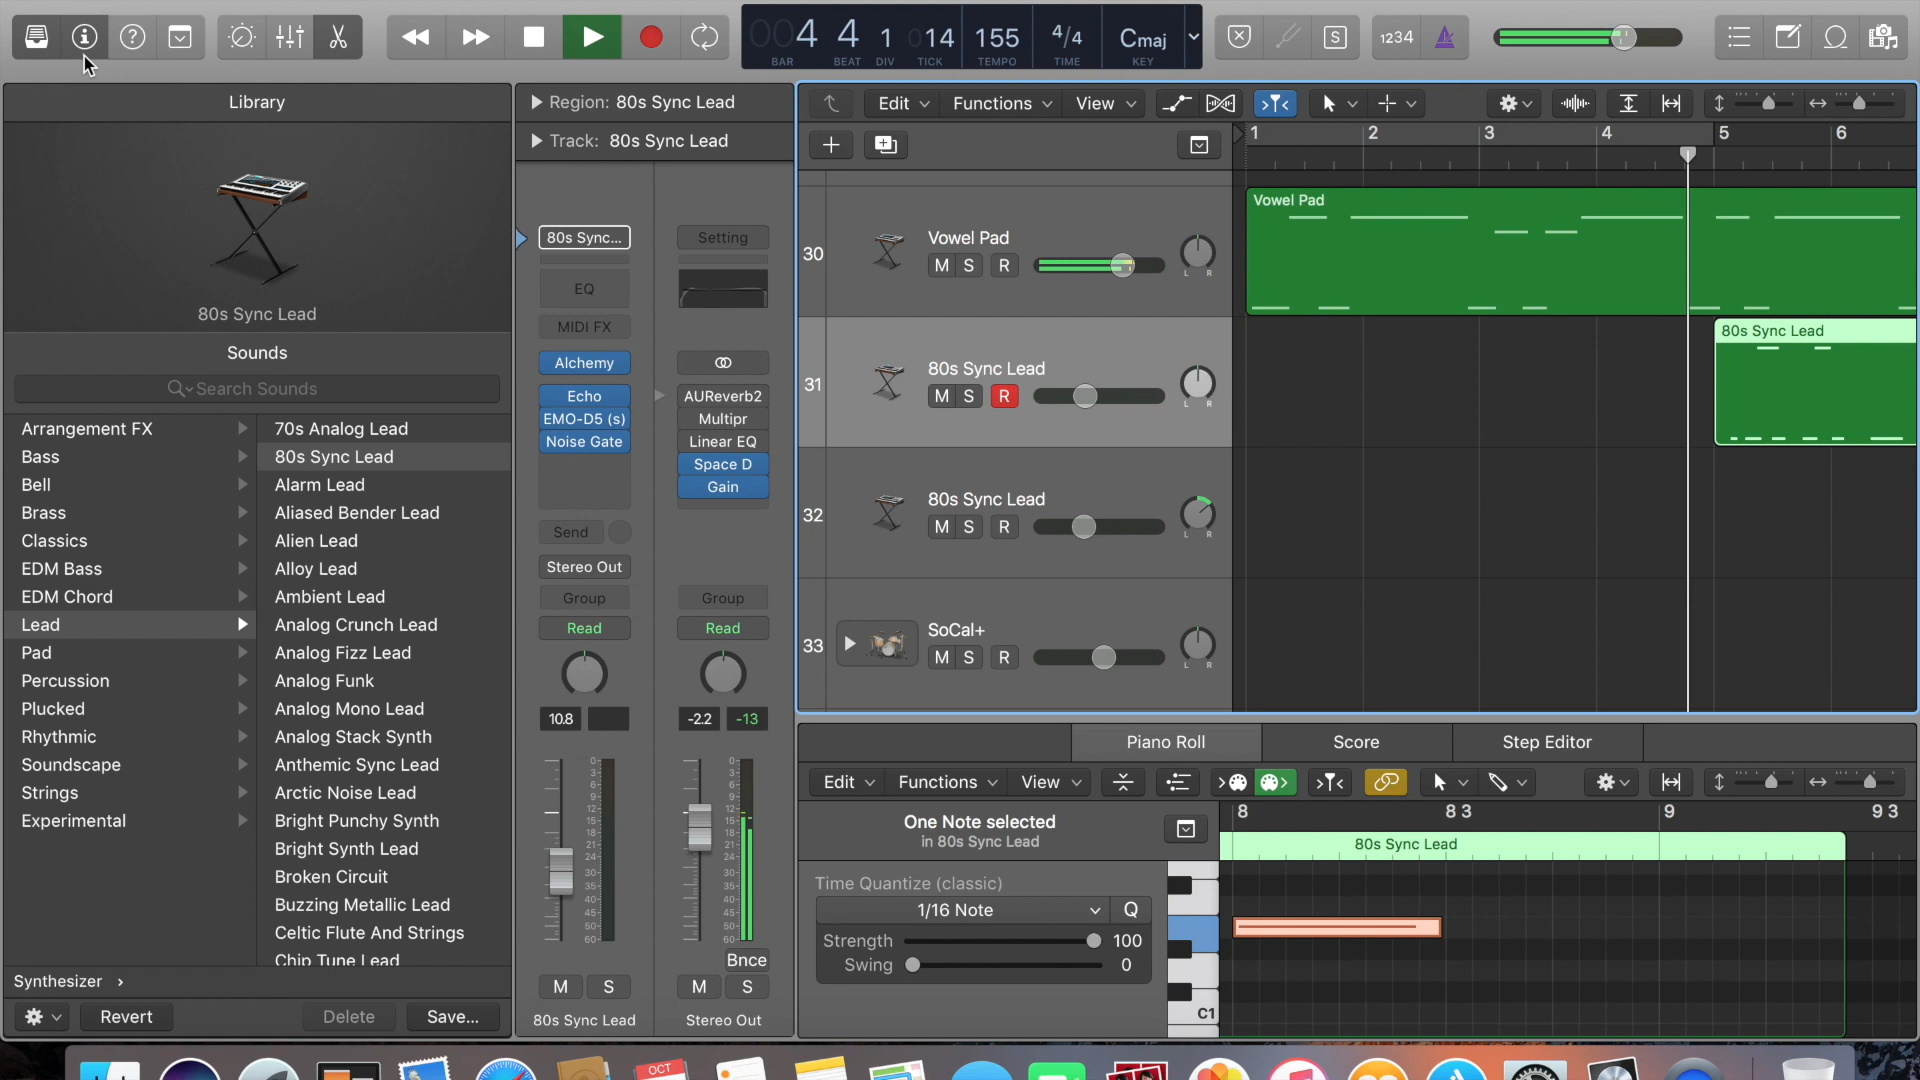 004 4 1 014 155 4/4 Cmaj
BAR BEAT DIV TICK TEMPO TIME KEY
S
1234
Library
80s Sync Lead
Sounds
Search Sounds
Arrangement FX
Bass
Bell
Brass
Classics
EDM Bass
EDM Chord
Lead
Pad
Percussion
Plucked
Rhythmic
Soundscape
Strings
Experimental
70s Analog Lead
80s Sync Lead
Alarm Lead
Aliased Bender Lead
Alien Lead
Alloy Lead
Ambient Lead
Analog Crunch Lead
Analog Fizz Lead
Analog Funk
Analog Mono Lead
Analog Stack Synth
Anthemic Sync Lead
Arctic Noise Lead
Bright Punchy Synth
Bright Synth Lead
Broken Circuit
Buzzing Metallic Lead
Celtic Flute And Strings
Chip Tune Lead
Synthesizer
Revert Delete Save...
Region: 80s Sync Lead
Track: 80s Sync Lead
80s Sync...
EQ
MIDI FX
Alchemy
Echo
EMO-D5 (s)
Noise Gate
Send
Stereo Out
Group
Read
10.8
M S
80s Sync Lead
Setting
AUReverb2
Multipr
Linear EQ
Space D
Gain
Group
Read
-2.2 -13
Bnce
M S
Stereo Out
Edit Functions View
1 2 3 4 5 6
30 Vowel Pad
M S R
L R
31 80s Sync Lead
M S R
L R
32 80s Sync Lead
M S R
L R
33 SoCal+
M S R
L R
Vowel Pad
80s Sync Lead
Piano Roll Score Step Editor
Edit Functions View
One Note selected
in 80s Sync Lead
Time Quantize (classic)
1/16 Note Q
Strength 100
Swing 0
8 8 3 9 9 3
80s Sync Lead
C1
OCT